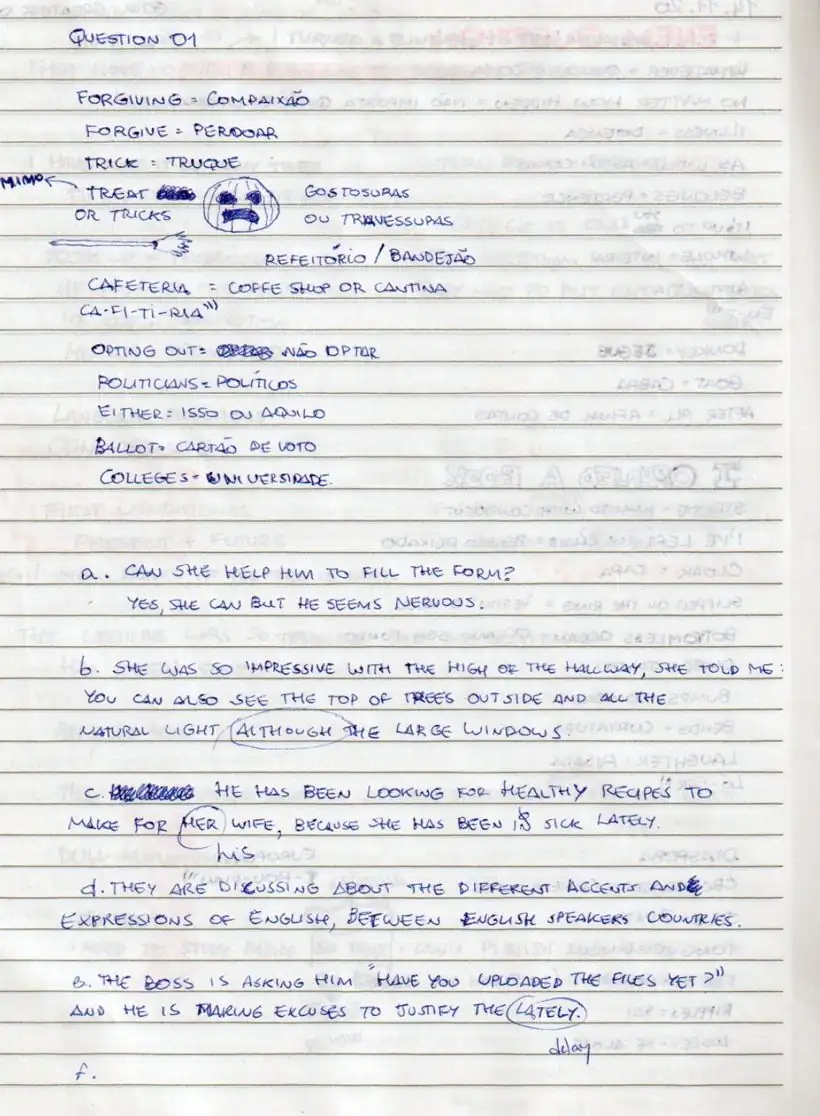 QUESTION 01
FORGIVING = COMPAIXÃO
FORGIVE = PERDOAR
TRICK = TRUQUE
MIMO
TREAT GOSTOSURAS
OR TRICKS OU TRAVESSURAS
REFEITÓRIO / BANDEJÃO
CAFETERIA = COFFE SHOP OR CANTINA
CA-FI-TI-RIA")
OPTING OUT = NÃO OPTAR
POLITICIANS = POLÍTICOS
EITHER: ISSO OU AQUILO
BALLOT = CARTÃO DE VOTO
COLLEGES = UNIVERSIDADE.
a. CAN SHE HELP HIM TO FILL THE FORM?
YES, SHE CAN BUT HE SEEMS NERVOUS.
b. SHE WAS SO IMPRESSIVE WITH THE HIGH OF THE HALLWAY, SHE TOLD ME:
YOU CAN ALSO SEE THE TOP OF TREES OUTSIDE AND ALL THE
NATURAL LIGHT ALTHOUGH THE LARGE WINDOWS.
c. HE HAS BEEN LOOKING FOR HEALTHY RECIPES TO
MAKE FOR HER WIFE, BECAUSE SHE HAS BEEN SICK LATELY.
his
d. THEY ARE DISCUSSING ABOUT THE DIFFERENT ACCENTS AND
EXPRESSIONS OF ENGLISH, BETWEEN ENGLISH SPEAKERS COUNTRIES.
e. THE BOSS IS ASKING HIM "HAVE YOU UPLOADED THE FILES YET?"
AND HE IS MAKING EXCUSES TO JUSTIFY THE LATELY.
delay
f.